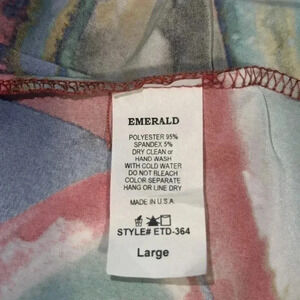 EMERALD
POLYESTER 95%
SPANDEX 5%
DRY CLEAN or
HAND WASH
WITH COLD WATER
DO NOT BLEACH
COLOR SEPARATE
HANG OR LINE DRY
MADE IN U.S.A
STYLE# ETD-364
Large